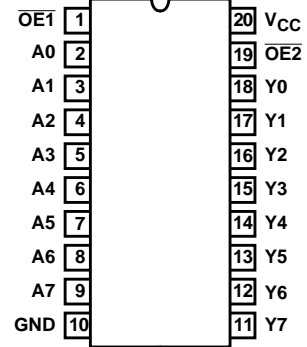 O̅E̅1̅ 1 20 VCC
A0 2 19 O̅E̅2̅
A1 3 18 Y0
A2 4 17 Y1
A3 5 16 Y2
A4 6 15 Y3
A5 7 14 Y4
A6 8 13 Y5
A7 9 12 Y6
GND 10 11 Y7